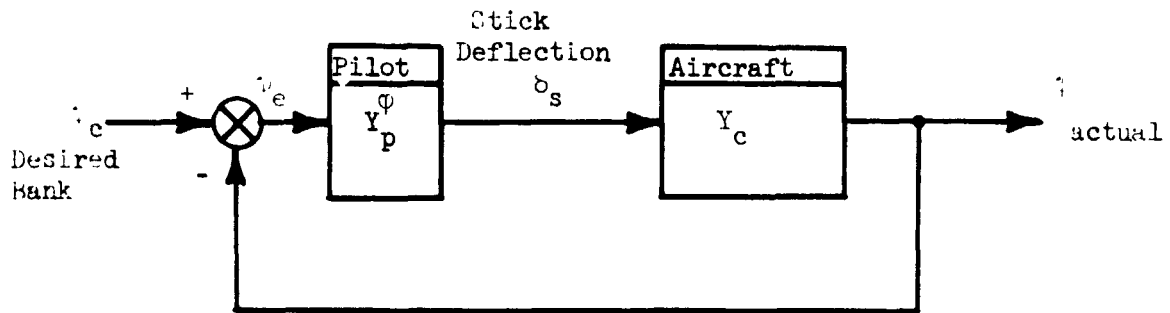 Stick
Deflection
δs
Pilot
Aircraft
+
e
Yp φ
Yc
c
Desired
Bank
-
actual